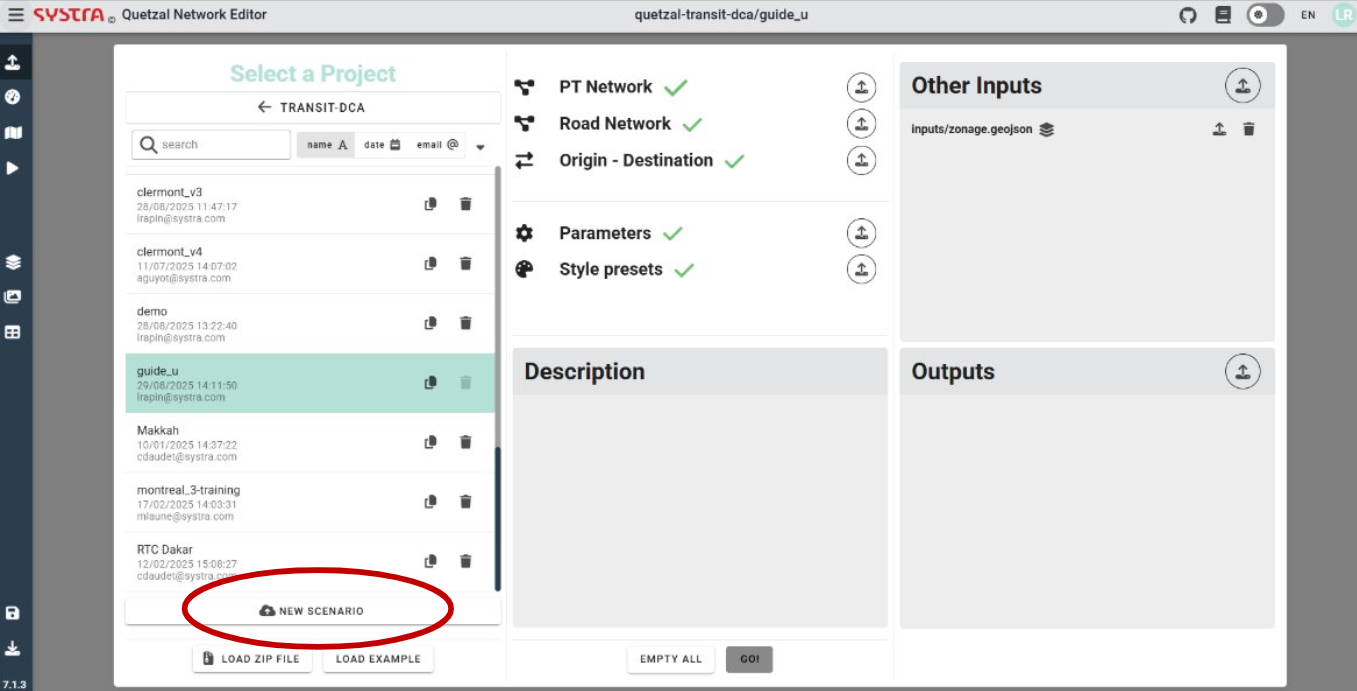 SYSTRA © Quetzal Network Editor
quetzal-transit-dca/guide_u
EN
LR
Select a Project
← TRANSIT-DCA
search
name A
date
email @
clermont_v3
28/08/2025 11:47:17
lrapin@systra.com
clermont_v4
11/07/2025 14:07:02
aguyot@systra.com
demo
28/08/2025 13:22:40
lrapin@systra.com
guide_u
29/08/2025 14:11:50
lrapin@systra.com
Makkah
10/01/2025 14:37:22
cdaudet@systra.com
montreal_3-training
17/02/2025 14:03:31
mlaune@systra.com
RTC Dakar
12/02/2025 15:08:27
cdaudet@systra.com
NEW SCENARIO
LOAD ZIP FILE
LOAD EXAMPLE
PT Network
Road Network
Origin - Destination
Parameters
Style presets
Description
EMPTY ALL
GO!
Other Inputs
inputs/zonage.geojson
Outputs
7.1.3